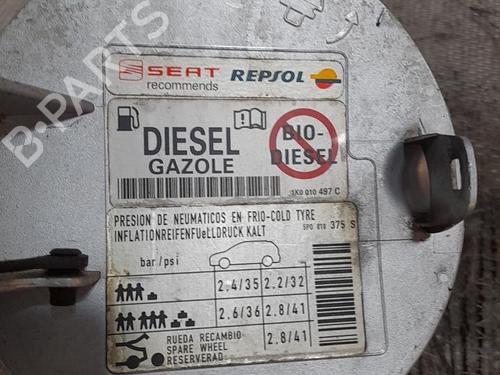 SEAT REPSOL
recommends
DIESEL
GAZOLE
BIO-
DIESEL
1K0 010 497 C
PRESION DE NEUMATICOS EN FRIO-COLD TYRE
INFLATIONREIFENFUeLLDRUCK KALT
5P0 010 375 S
bar/psi
2.4/35 2.2/32
2.6/36 2.8/41
RUEDA RECAMBIO
SPARE WHEEL
RESERVERAD
2.8/41
B-PARTS